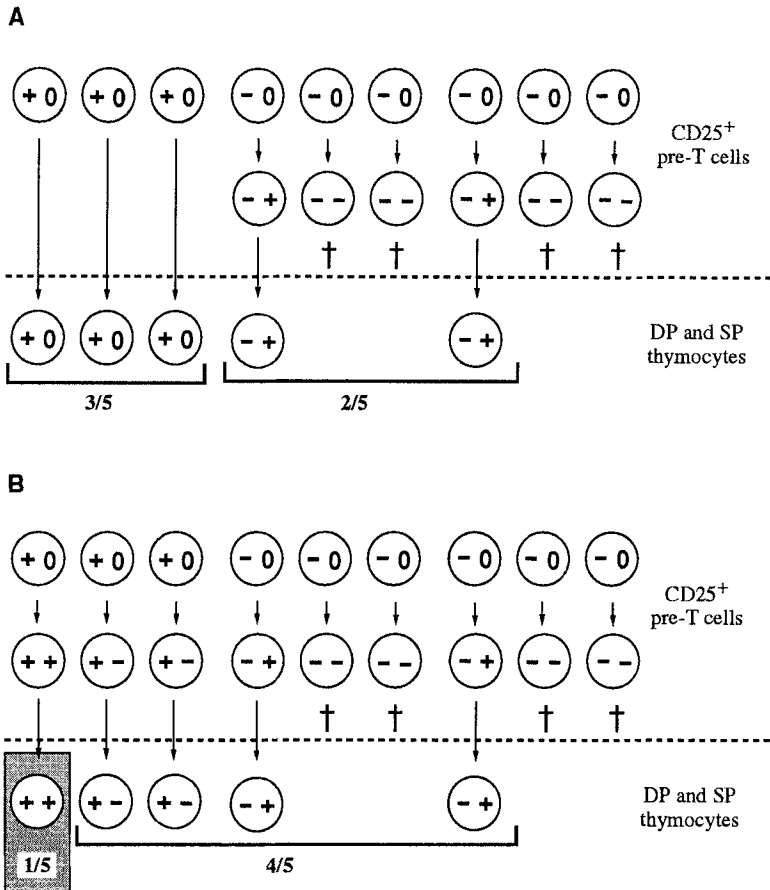 A
+ 0 + 0 + 0 - 0 - 0 - 0 - 0 - 0 - 0
CD25+
pre-T cells
- + - - - - - + - - - -
† † † †
+ 0 + 0 + 0 - + - +
DP and SP
thymocytes
3/5 2/5
B
+ 0 + 0 + 0 - 0 - 0 - 0 - 0 - 0 - 0
CD25+
pre-T cells
+ + + - + - - + - - - - - + - - - -
† † † †
+ + + - + - - + - +
DP and SP
thymocytes
1/5 4/5